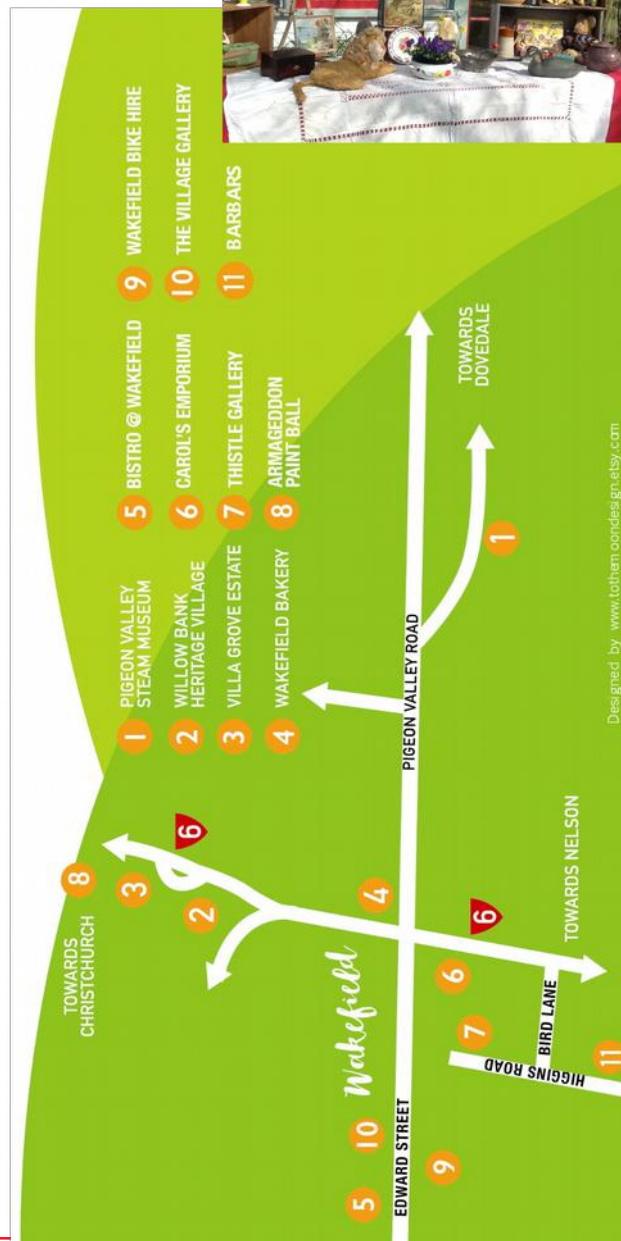 1 PIGEON VALLEY
STEAM MUSEUM
2 WILLOW BANK
HERITAGE VILLAGE
3 VILLA GROVE ESTATE
4 WAKEFIELD BAKERY
5 BISTRO @ WAKEFIELD
6 CAROL'S EMPORIUM
7 THISTLE GALLERY
8 ARMAGEDDON
PAINT BALL
9 WAKEFIELD BIKE HIRE
10 THE VILLAGE GALLERY
11 BARBARS
TOWARDS
CHRISTCHURCH
8
3
6
2
4
Wakefield
10
5
EDWARD STREET
9
PIGEON VALLEY ROAD
TOWARDS
DOVEDALE
1
6
6
7
TOWARDS NELSON
BIRD LANE
HIGGINS ROAD
11
Designed by www.tothemoondesign.etsy.com